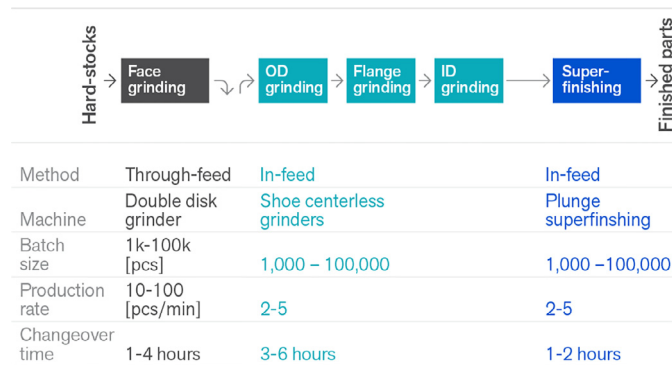 Hard-stocks
Face
grinding
OD
grinding
Flange
grinding
ID
grinding
Super-
finishing
Finished parts
Method
Through-feed
In-feed
In-feed
Machine
Double disk
grinder
Shoe centerless
grinders
Plunge
superfinshing
Batch
size
1k-100k
[pcs]
1,000 – 100,000
1,000 –100,000
Production
rate
10-100
[pcs/min]
2-5
2-5
Changeover
time
1-4 hours
3-6 hours
1-2 hours